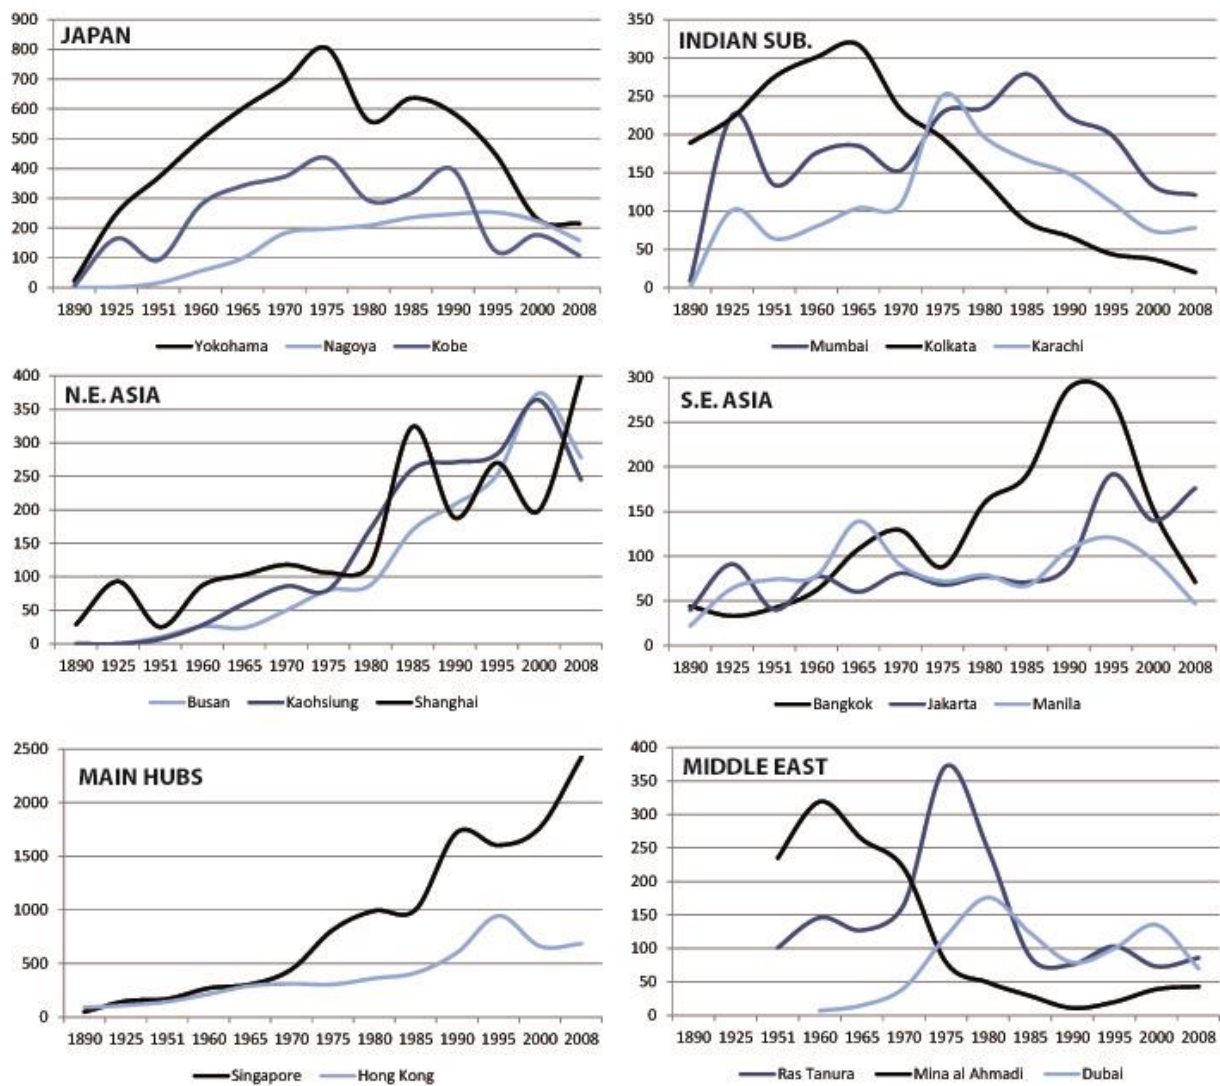 JAPAN
900
800
700
600
500
400
300
200
100
0
1890 1925 1951 1960 1965 1970 1975 1980 1985 1990 1995 2000 2008
Yokohama Nagoya Kobe
INDIAN SUB.
350
300
250
200
150
100
50
0
1890 1925 1951 1960 1965 1970 1975 1980 1985 1990 1995 2000 2008
Mumbai Kolkata Karachi
N.E. ASIA
400
350
300
250
200
150
100
50
0
1890 1925 1951 1960 1965 1970 1975 1980 1985 1990 1995 2000 2008
Busan Kaohsiung Shanghai
S.E. ASIA
300
250
200
150
100
50
0
1890 1925 1951 1960 1965 1970 1975 1980 1985 1990 1995 2000 2008
Bangkok Jakarta Manila
MAIN HUBS
2500
2000
1500
1000
500
0
1890 1925 1951 1960 1965 1970 1975 1980 1985 1990 1995 2000 2008
Singapore Hong Kong
MIDDLE EAST
400
350
300
250
200
150
100
50
0
1890 1925 1951 1960 1965 1970 1975 1980 1985 1990 1995 2000 2008
Ras Tanura Mina al Ahmadi Dubai